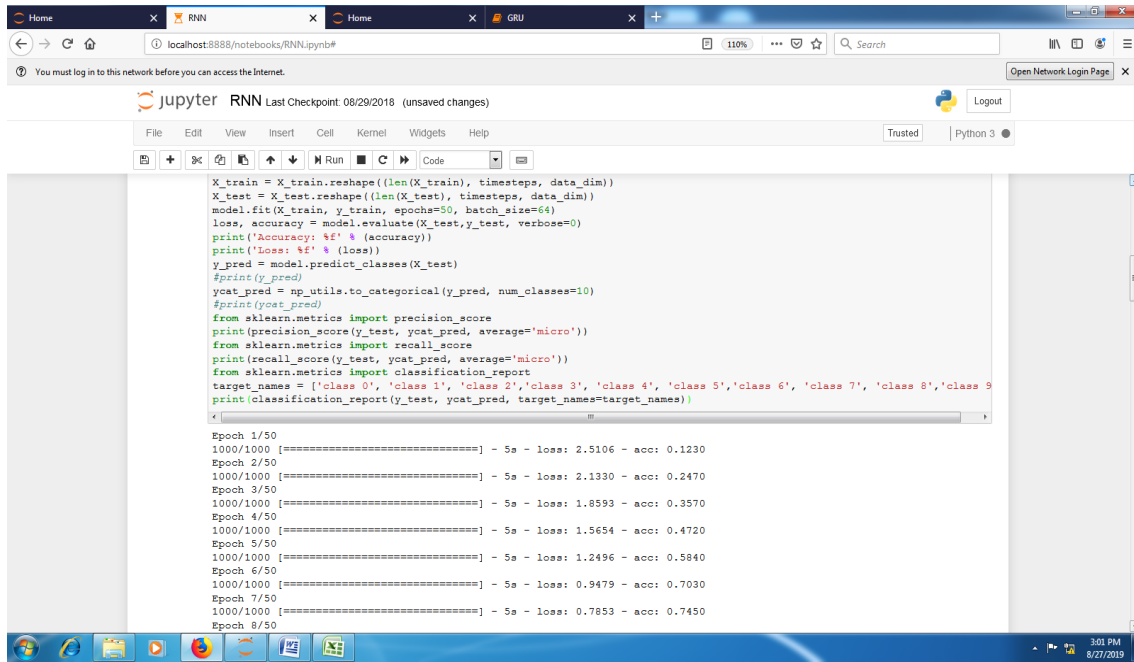 Home RNN Home GRU
localhost:8888/notebooks/RNN.ipynb# 110% Search
You must log in to this network before you can access the Internet. Open Network Login Page
jupyter RNN Last Checkpoint: 08/29/2018 (unsaved changes) Logout
File Edit View Insert Cell Kernel Widgets Help Trusted Python 3
Run Code
X_train = X_train.reshape((len(X_train), timesteps, data_dim))
X_test = X_test.reshape((len(X_test), timesteps, data_dim))
model.fit(X_train, y_train, epochs=50, batch_size=64)
loss, accuracy = model.evaluate(X_test,y_test, verbose=0)
print('Accuracy: %f' % (accuracy))
print('Loss: %f' % (loss))
y_pred = model.predict_classes(X_test)
#print(y_pred)
ycat_pred = np_utils.to_categorical(y_pred, num_classes=10)
#print(ycat_pred)
from sklearn.metrics import precision_score
print(precision_score(y_test, ycat_pred, average='micro'))
from sklearn.metrics import recall_score
print(recall_score(y_test, ycat_pred, average='micro'))
from sklearn.metrics import classification_report
target_names = ['class 0', 'class 1', 'class 2','class 3', 'class 4', 'class 5','class 6', 'class 7', 'class 8','class 9
print(classification_report(y_test, ycat_pred, target_names=target_names))
Epoch 1/50
1000/1000 [==============================] - 5s - loss: 2.5106 - acc: 0.1230
Epoch 2/50
1000/1000 [==============================] - 5s - loss: 2.1330 - acc: 0.2470
Epoch 3/50
1000/1000 [==============================] - 5s - loss: 1.8593 - acc: 0.3570
Epoch 4/50
1000/1000 [==============================] - 5s - loss: 1.5654 - acc: 0.4720
Epoch 5/50
1000/1000 [==============================] - 5s - loss: 1.2496 - acc: 0.5840
Epoch 6/50
1000/1000 [==============================] - 5s - loss: 0.9479 - acc: 0.7030
Epoch 7/50
1000/1000 [==============================] - 5s - loss: 0.7853 - acc: 0.7450
Epoch 8/50
3:01 PM
8/27/2019